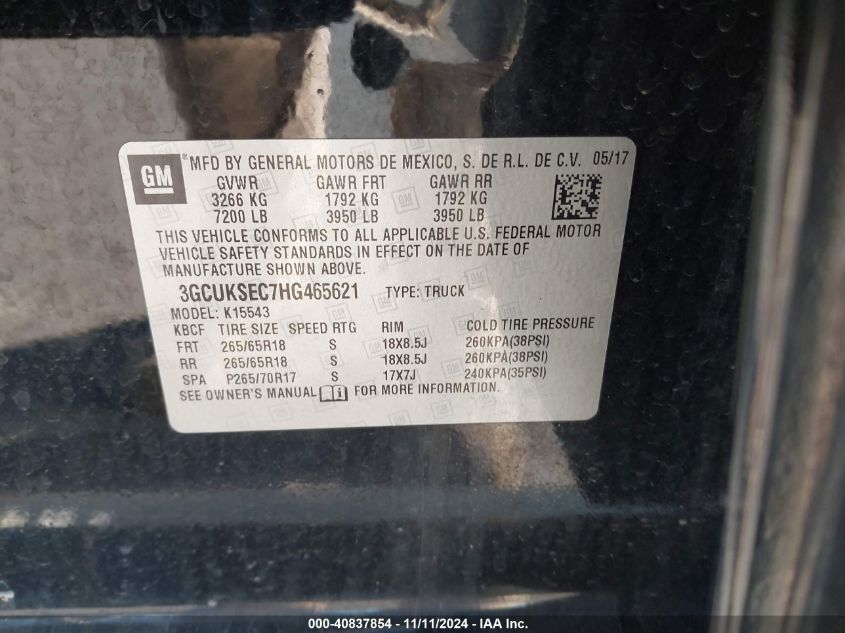 GM ®MFD BY GENERAL MOTORS DE MEXICO, S. DE R.L. DE C.V. 05/17
GVWR GAWR FRT GAWR RR
3266 KG 1792 KG 1792 KG
7200 LB 3950 LB 3950 LB
THIS VEHICLE CONFORMS TO ALL APPLICABLE U.S. FEDERAL MOTOR
VEHICLE SAFETY STANDARDS IN EFFECT ON THE DATE OF
MANUFACTURE SHOWN ABOVE.
3GCUKSEC7HG465621 TYPE: TRUCK
MODEL: K15543
KBCF TIRE SIZE SPEED RTG RIM COLD TIRE PRESSURE
FRT 265/65R18 S 18X8.5J 260KPA(38PSI)
RR 265/65R18 S 18X8.5J 260KPA(38PSI)
SPA P265/70R17 S 17X7J 240KPA(35PSI)
SEE OWNER'S MANUAL FOR MORE INFORMATION.
000-40837854 - 11/11/2024 - IAA Inc.